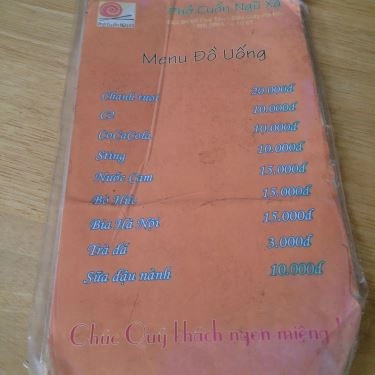 Phở Cuốn Ngũ Xã
Menu Đồ Uống
Chanh tươi 20.000đ
C2 10.000đ
CoCaCola 10.000đ
Sting 10.000đ
Nước Cam 15.000đ
Bò Húc 15.000đ
Bia Hà Nội 15.000đ
Trà đá 3.000đ
Sữa đậu nành 10.000đ
Chúc Quý khách ngon miệng!